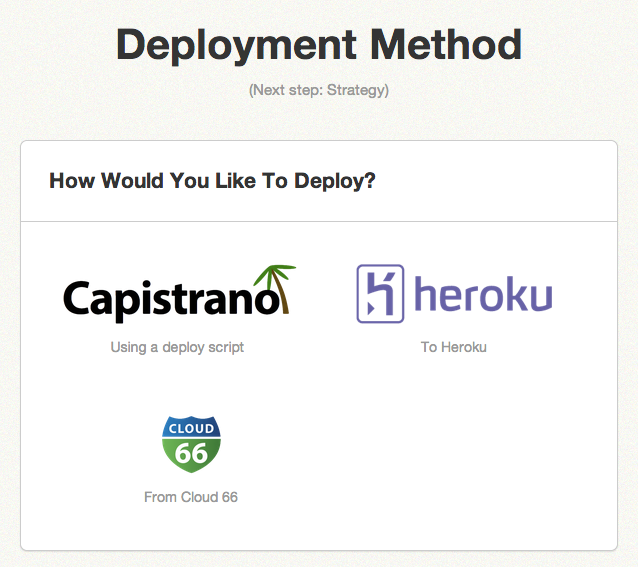 Deployment Method
(Next step: Strategy)
How Would You Like To Deploy?
Capistrano
heroku
Using a deploy script
To Heroku
CLOUD
66
From Cloud 66